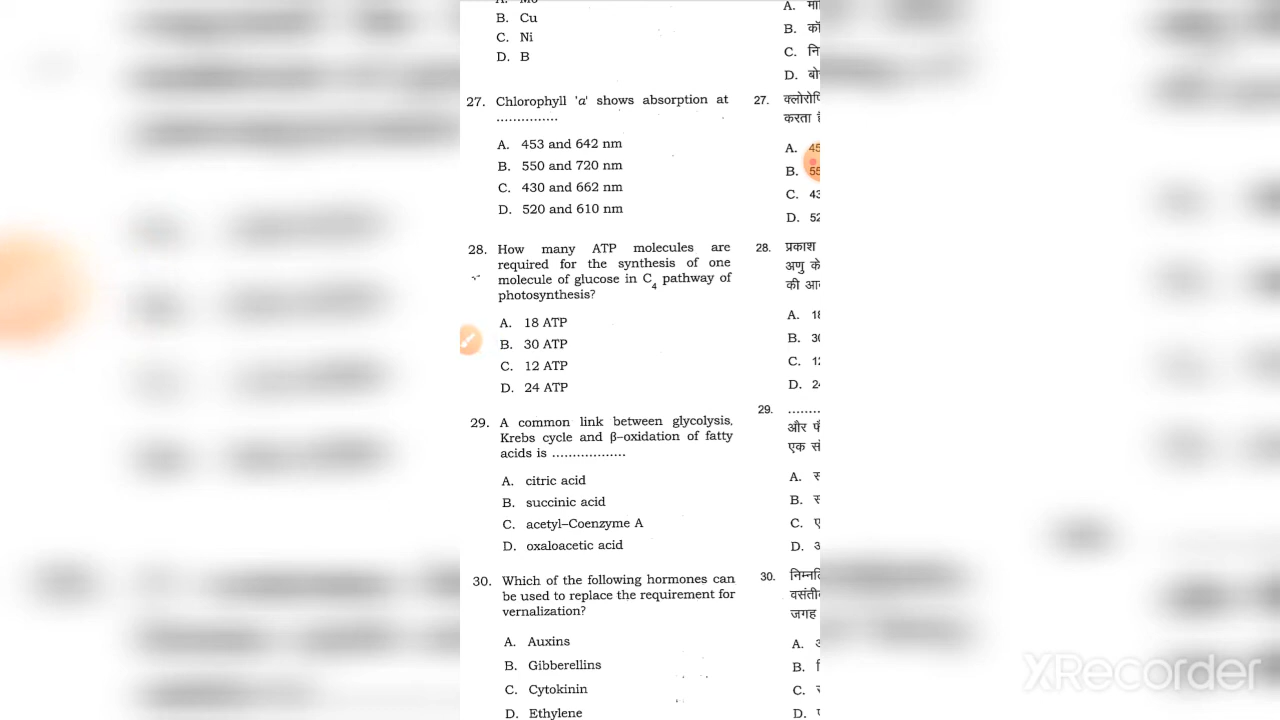 B. Cu
C. Ni
D. B
27. Chlorophyll 'a' shows absorption at
...............
A. 453 and 642 nm
B. 550 and 720 nm
C. 430 and 662 nm
D. 520 and 610 nm
28. How many ATP molecules are
required for the synthesis of one
molecule of glucose in C4 pathway of
photosynthesis?
A. 18 ATP
B. 30 ATP
C. 12 ATP
D. 24 ATP
29. A common link between glycolysis,
Krebs cycle and β–oxidation of fatty
acids is ..................
A. citric acid
B. succinic acid
C. acetyl–Coenzyme A
D. oxaloacetic acid
30. Which of the following hormones can
be used to replace the requirement for
vernalization?
A. Auxins
B. Gibberellins
C. Cytokinin
D. Ethylene
A.
B.
C.
D.
27.
करता
A.
B.
C.
D.
28. प्रकाश
अणु के
की
A.
B.
C.
D.
29. ........
और
एक
A.
B.
C.
D.
30.
जगह
A.
B.
C.
D.
XRecorder